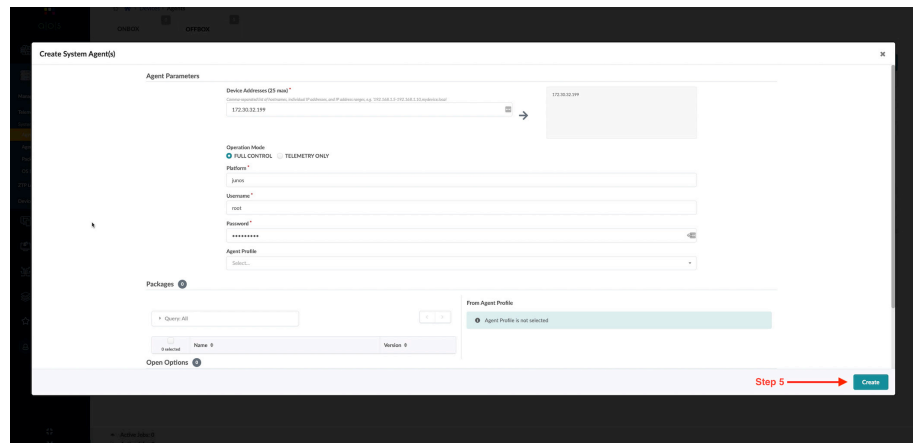 ONBOX
OFFBOX
Create System Agent(s)
Agent Parameters
Device Addresses (25 max)*
172.30.32.199
172.30.32.199
Operation Mode
FULL CONTROL
TELEMETRY ONLY
Platform *
junos
Username *
root
Password *
•••••••••
Agent Profile
Select...
Packages 0
Query: All
From Agent Profile
Agent Profile is not selected
0 selected
Name
Version
Open Options 0
Step 5
Create